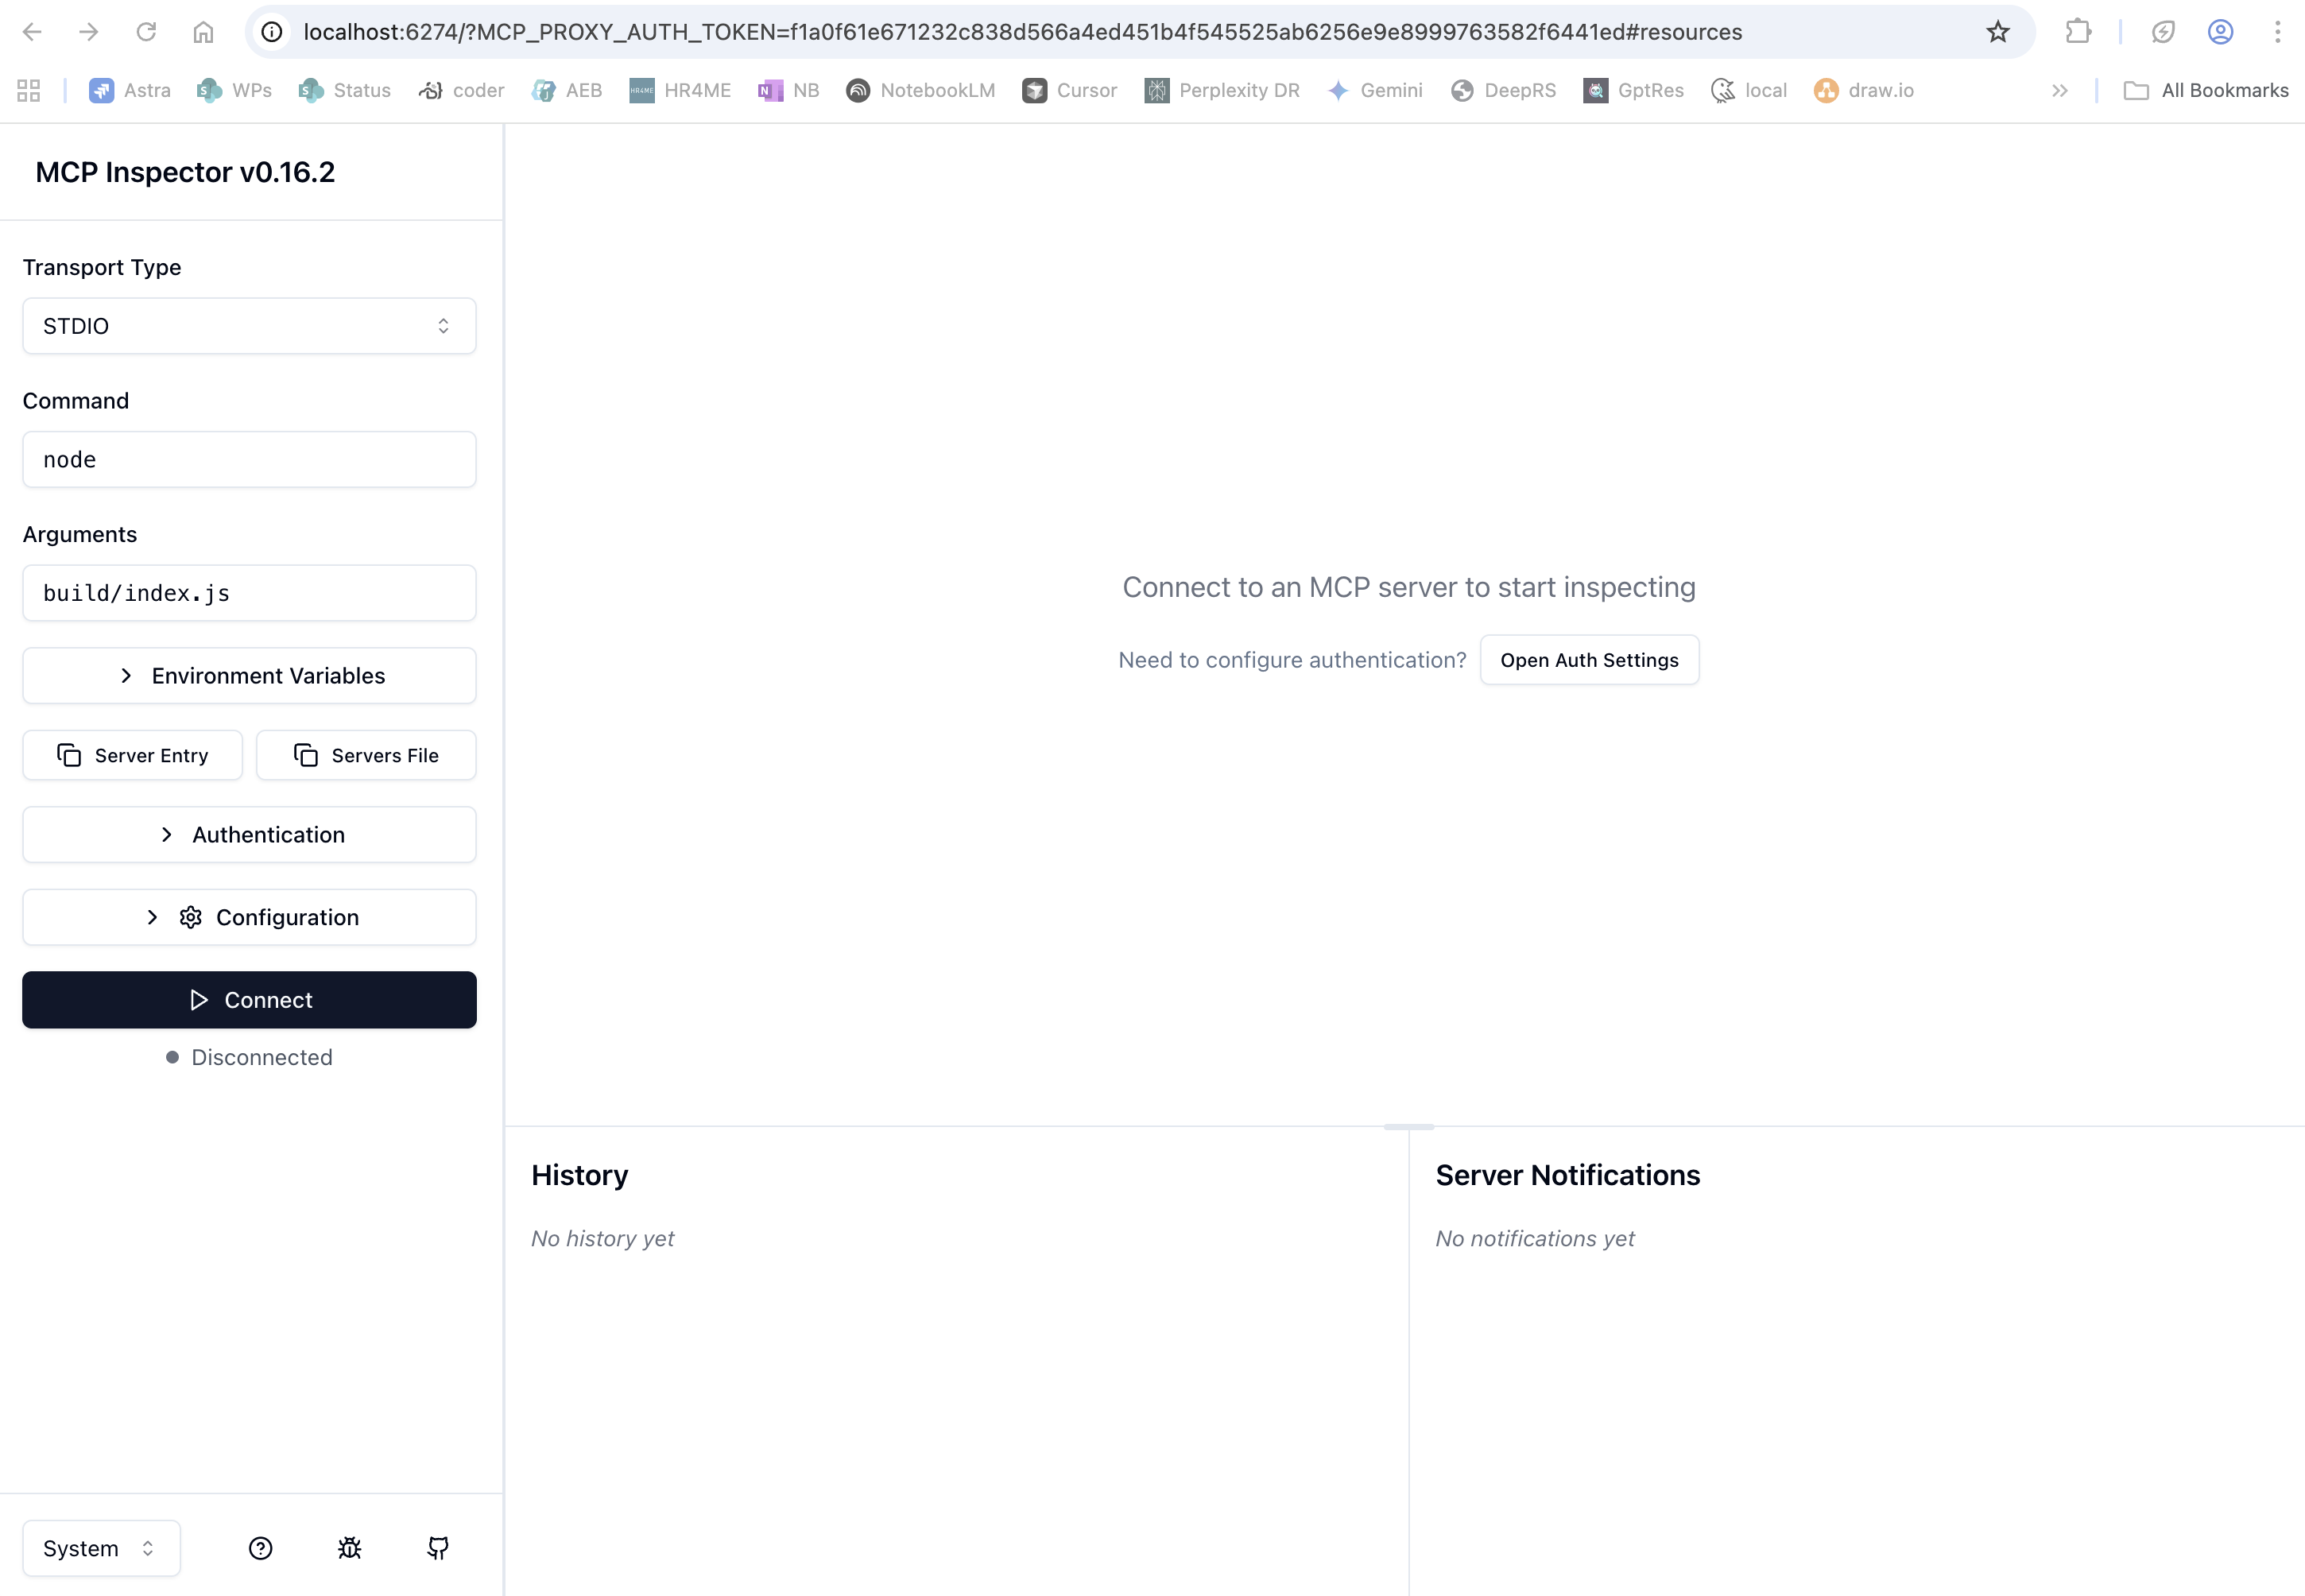 localhost:6274/?MCP_PROXY_AUTH_TOKEN=f1a0f61e671232c838d566a4ed451b4f545525ab6256e9e8999763582f6441ed#resources
Astra WPs Status coder AEB HR4ME HR4ME NB NotebookLM Cursor Perplexity DR Gemini DeepRS GptRes local draw.io All Bookmarks
MCP Inspector v0.16.2
Transport Type
STDIO
Command
node
Arguments
build/index.js
Environment Variables
Server Entry Servers File
Authentication
Configuration
Connect
Disconnected
System
Connect to an MCP server to start inspecting
Need to configure authentication? Open Auth Settings
History
No history yet
Server Notifications
No notifications yet